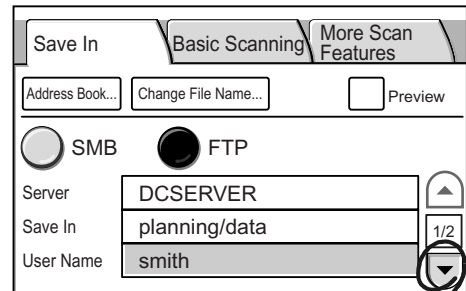 Save In
Basic Scanning
More Scan
Features
Address Book...
Change File Name...
Preview
SMB
FTP
Server
DCSERVER
Save In
planning/data
1/2
User Name
smith